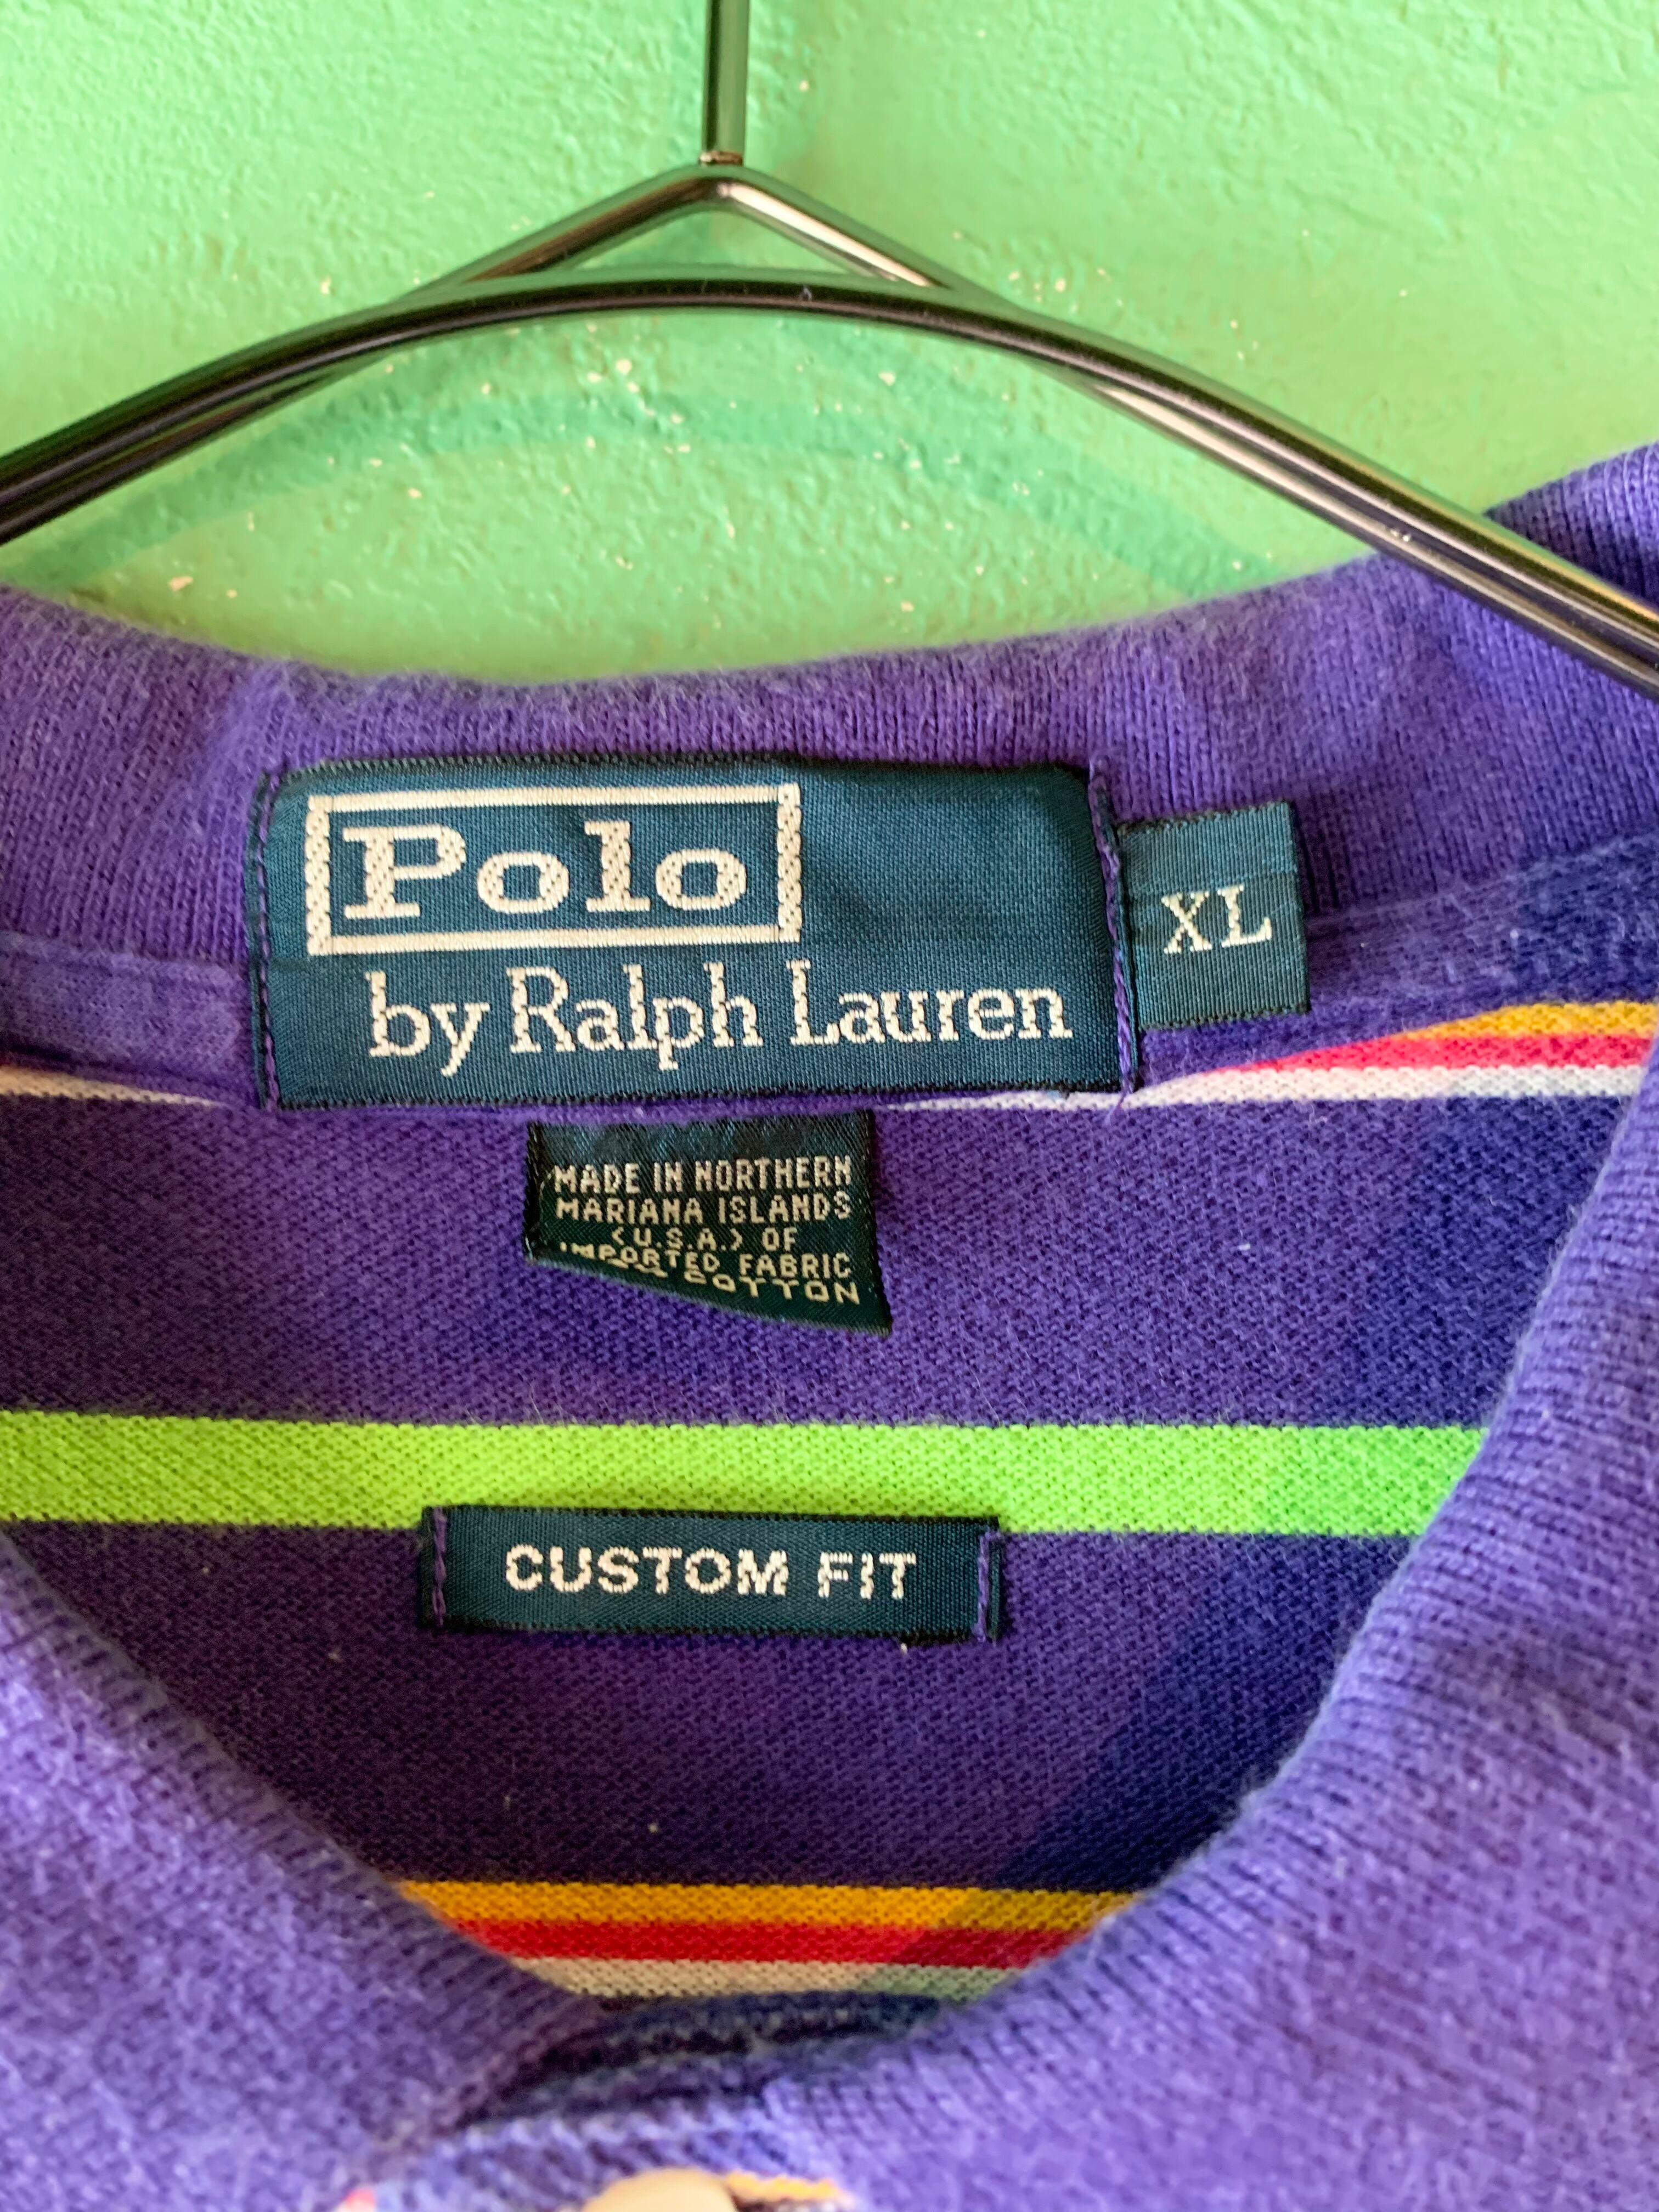 Polo
by Ralph Lauren
XL
MADE IN NORTHERN
MARIANA ISLANDS
(U.S.A.) OF
IMPORTED FABRIC
COTTON
CUSTOM FIT